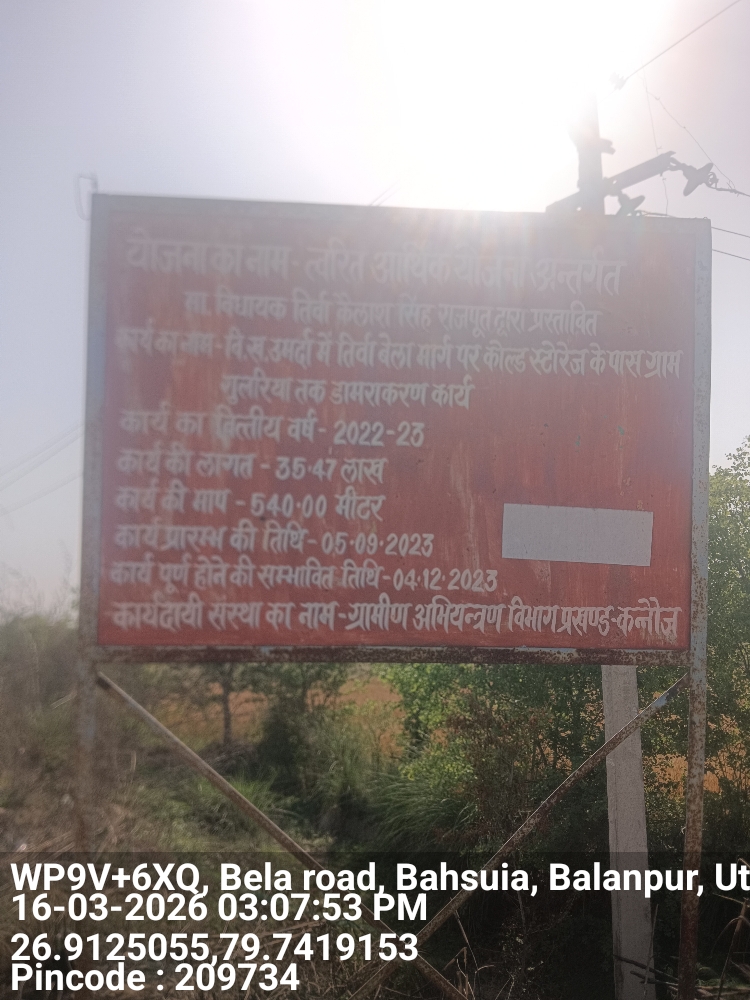 योजना का नाम - त्वरित आर्थिक योजना अन्तर्गत
मा. विधायक तिर्वा कैलाश सिंह राजपूत द्वारा प्रस्तावित
कार्य का नाम - वि.ख.उमर्दा में तिर्वा बेला मार्ग पर कोल्ड स्टोरेज के पास ग्राम
गुलरिया तक डामराकरण कार्य
कार्य का वित्तीय वर्ष - 2022-23
कार्य की लागत - 35.47 लाख
कार्य की माप - 540.00 मीटर
कार्य प्रारम्भ की तिथि - 05.09.2023
कार्य पूर्ण होने की सम्भावित तिथि - 04.12.2023
कार्यदायी संस्था का नाम - ग्रामीण अभियन्त्रण विभाग प्रखण्ड-कन्नौज
WP9V+6XQ, Bela road, Bahsuia, Balanpur, Ut
16-03-2026 03:07:53 PM
26.9125055,79.7419153
Pincode : 209734